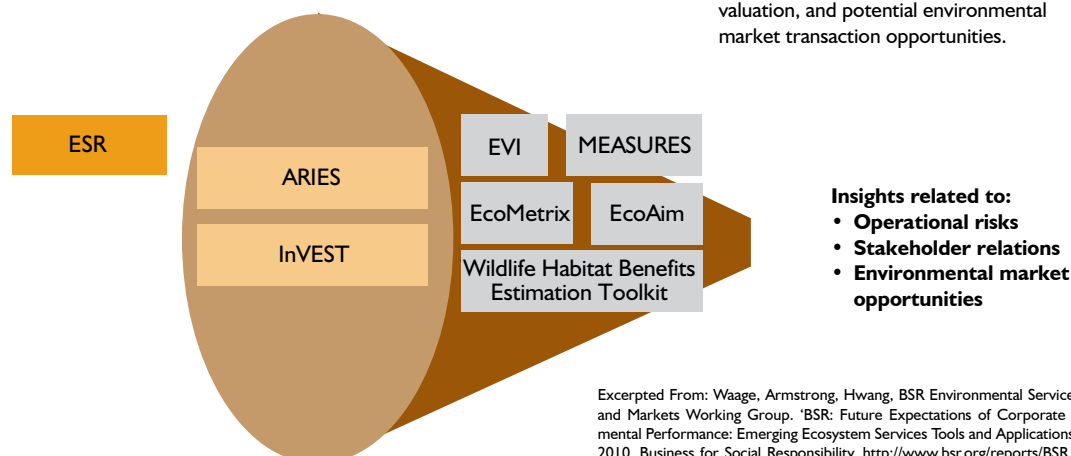 valuation, and potential environmental
market transaction opportunities.
ESR
ARIES
InVEST
EVI
MEASURES
EcoMetrix
EcoAim
Wildlife Habitat Benefits
Estimation Toolkit
Insights related to:
• Operational risks
• Stakeholder relations
• Environmental market
opportunities
Excerpted From: Waage, Armstrong, Hwang, BSR Environmental Service
and Markets Working Group. ‘BSR: Future Expectations of Corporate
mental Performance: Emerging Ecosystem Services Tools and Applications
2010. Business for Social Responsibility. http://www.bsr.org/reports/BSR